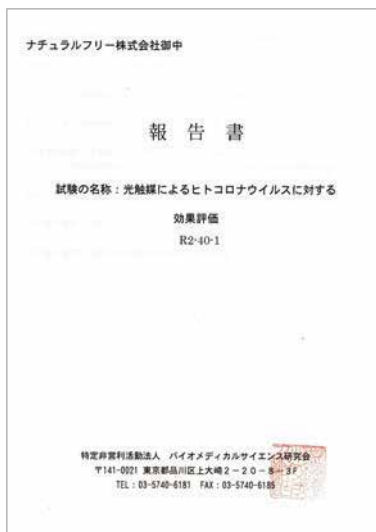 ナチュラルフリー株式会社御中
報告書
試験の名称：光触媒によるヒトコロナウイルスに対する
効果評価
R2-40-1
特定非営利活動法人 バイオメディカルサイエンス研究会
〒141-0021 東京都品川区上大崎２－２０－８－３F
TEL：03-5740-6181 FAX：03-5740-6185